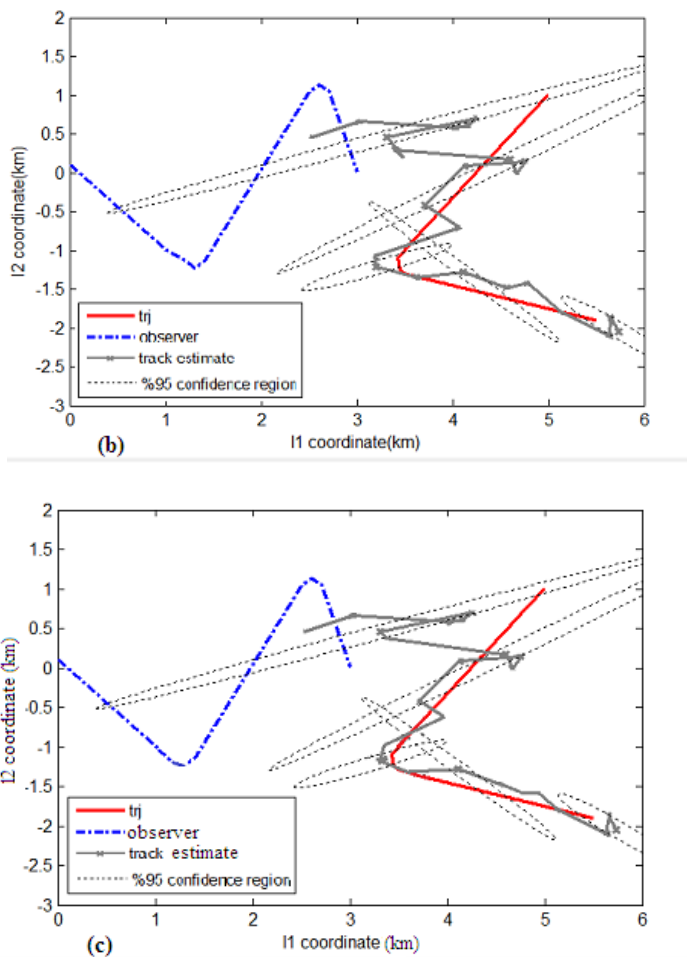 2
1.5
1
0.5
0
-0.5
-1
-1.5
-2
-2.5
-3
l2 coordinate(km)
trj
observer
track estimate
%95 confidence region
0 1 2 3 4 5 6
(b)
l1 coordinate(km)
2
1.5
1
0.5
0
-0.5
-1
-1.5
-2
-2.5
-3
l2 coordinate (km)
trj
observer
track estimate
%95 confidence region
0 1 2 3 4 5 6
(c)
l1 coordinate (km)